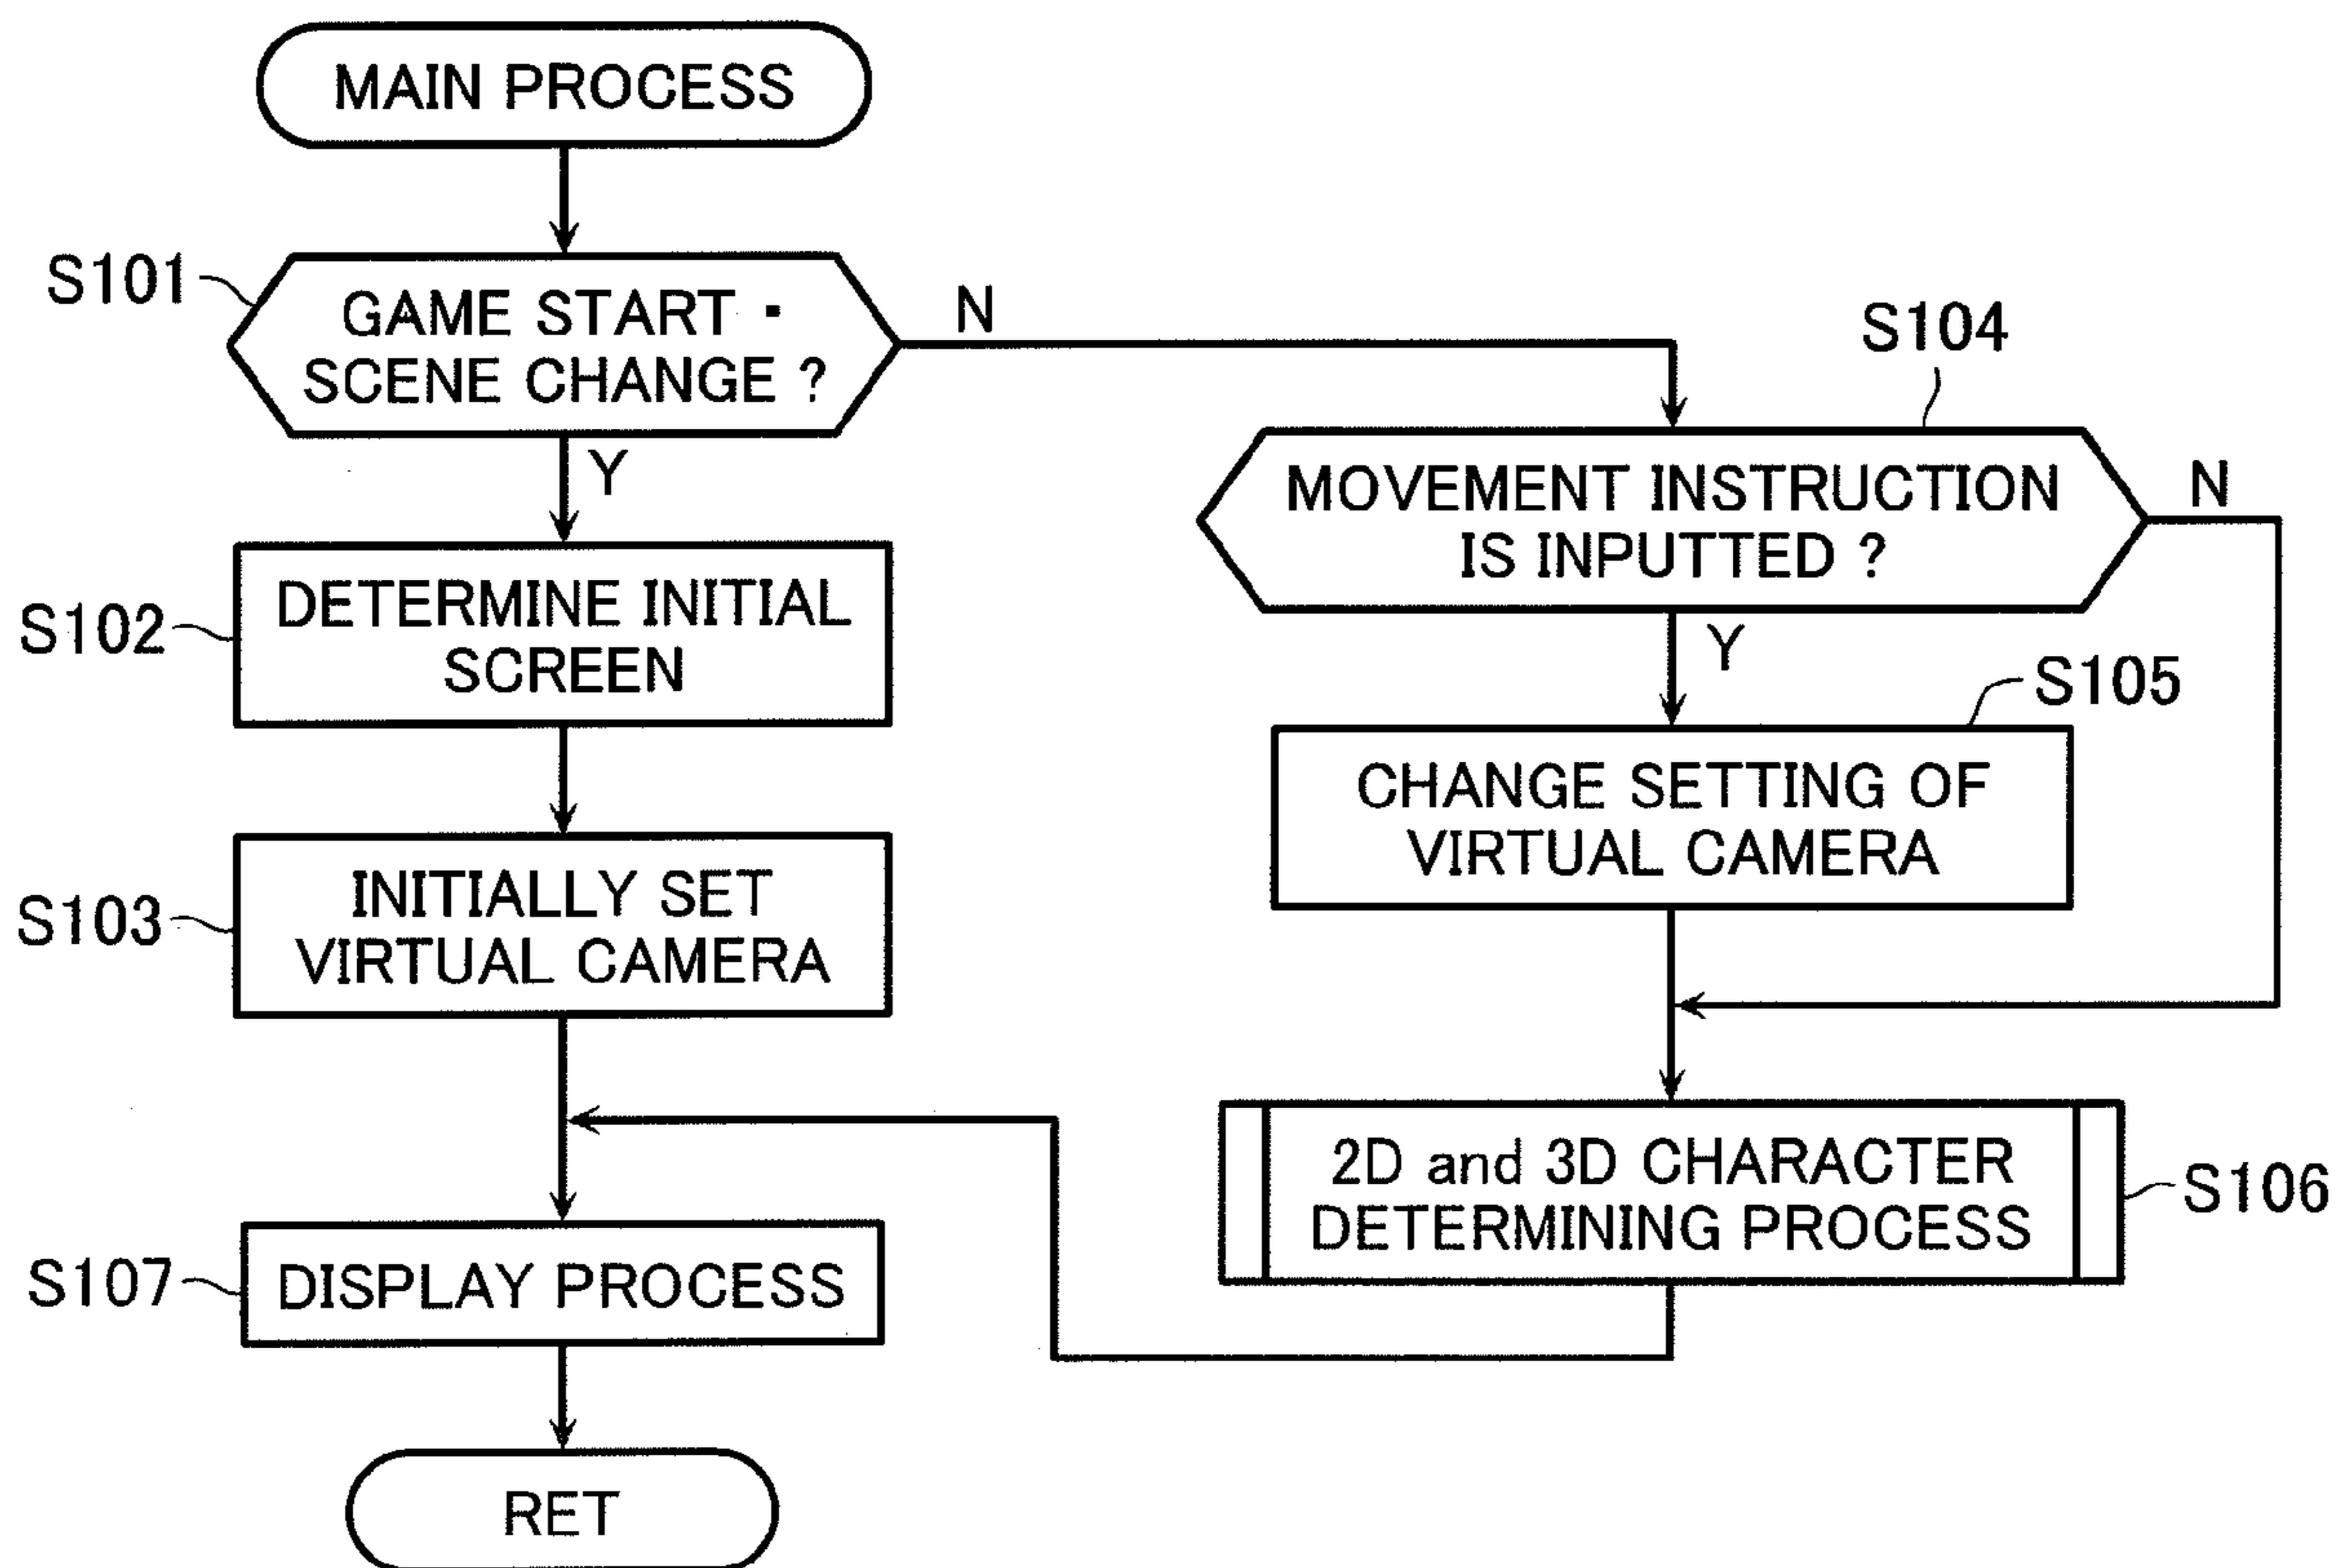 MAIN PROCESS
S101
GAME START ・
SCENE CHANGE ?
N
Y
S102
DETERMINE INITIAL
SCREEN
S103
INITIALLY SET
VIRTUAL CAMERA
S104
MOVEMENT INSTRUCTION
IS INPUTTED ?
N
Y
S105
CHANGE SETTING OF
VIRTUAL CAMERA
2D and 3D CHARACTER
DETERMINING PROCESS
S106
S107
DISPLAY PROCESS
RET